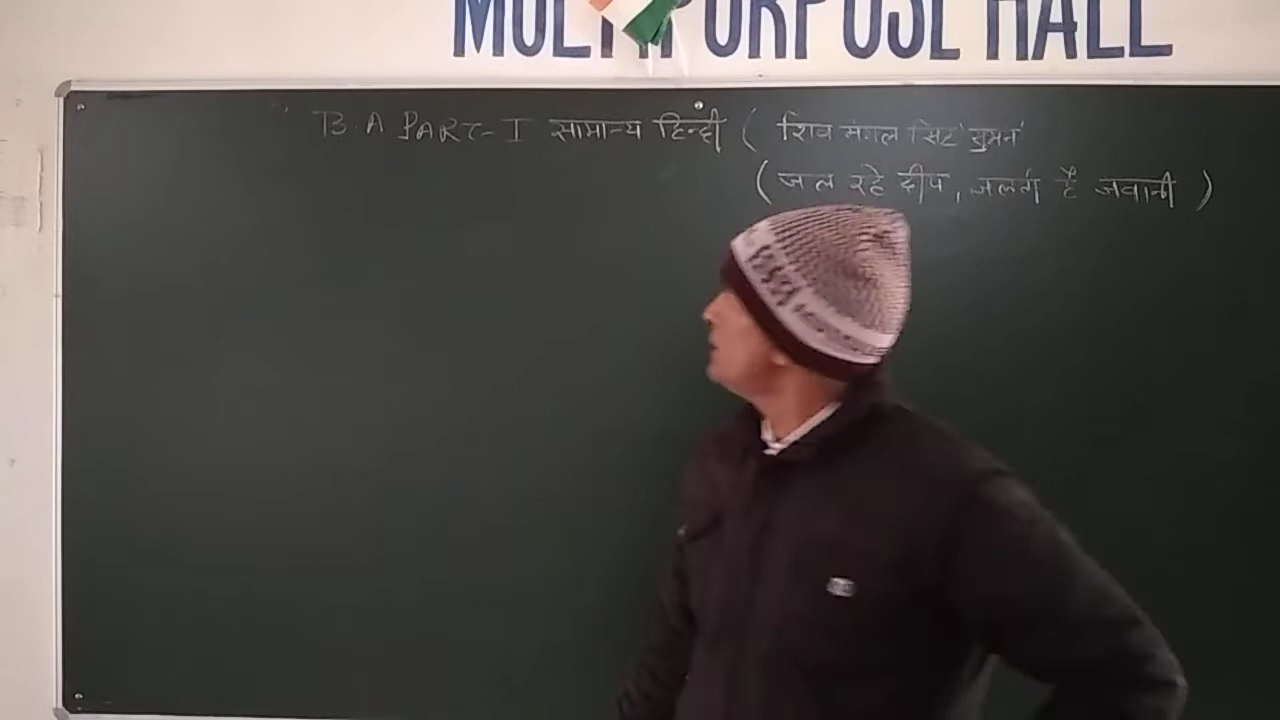 MULTIPURPOSE HALL
B. A PART-I सामान्य हिन्दी ( शिव मंगल सिंह सुमन
( जल रहे दीप, जलती है जवानी )